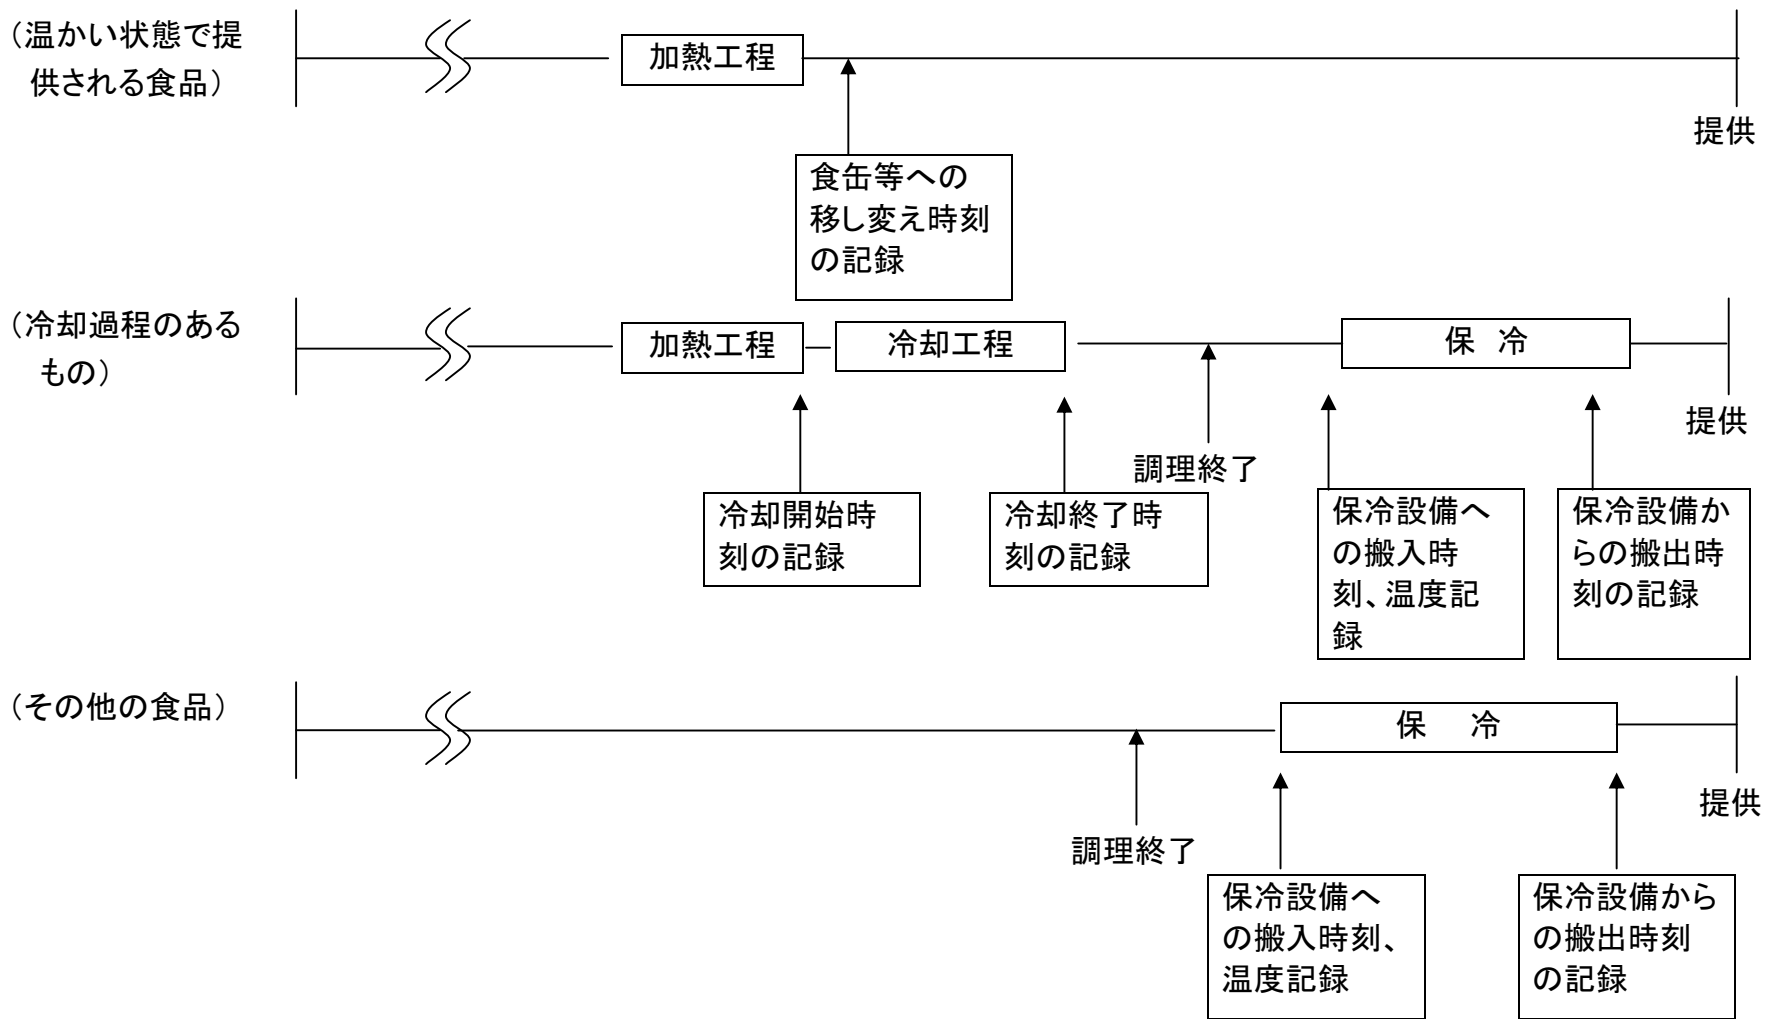 （温かい状態で提
供される食品）
加熱工程
提供
食缶等への
移し変え時刻
の記録
（冷却過程のある
もの）
加熱工程
冷却工程
保 冷
提供
調理終了
冷却開始時
刻の記録
冷却終了時
刻の記録
保冷設備へ
の搬入時
刻、温度記
録
保冷設備か
らの搬出時
刻の記録
（その他の食品）
保 冷
提供
調理終了
保冷設備へ
の搬入時刻、
温度記録
保冷設備から
の搬出時刻
の記録